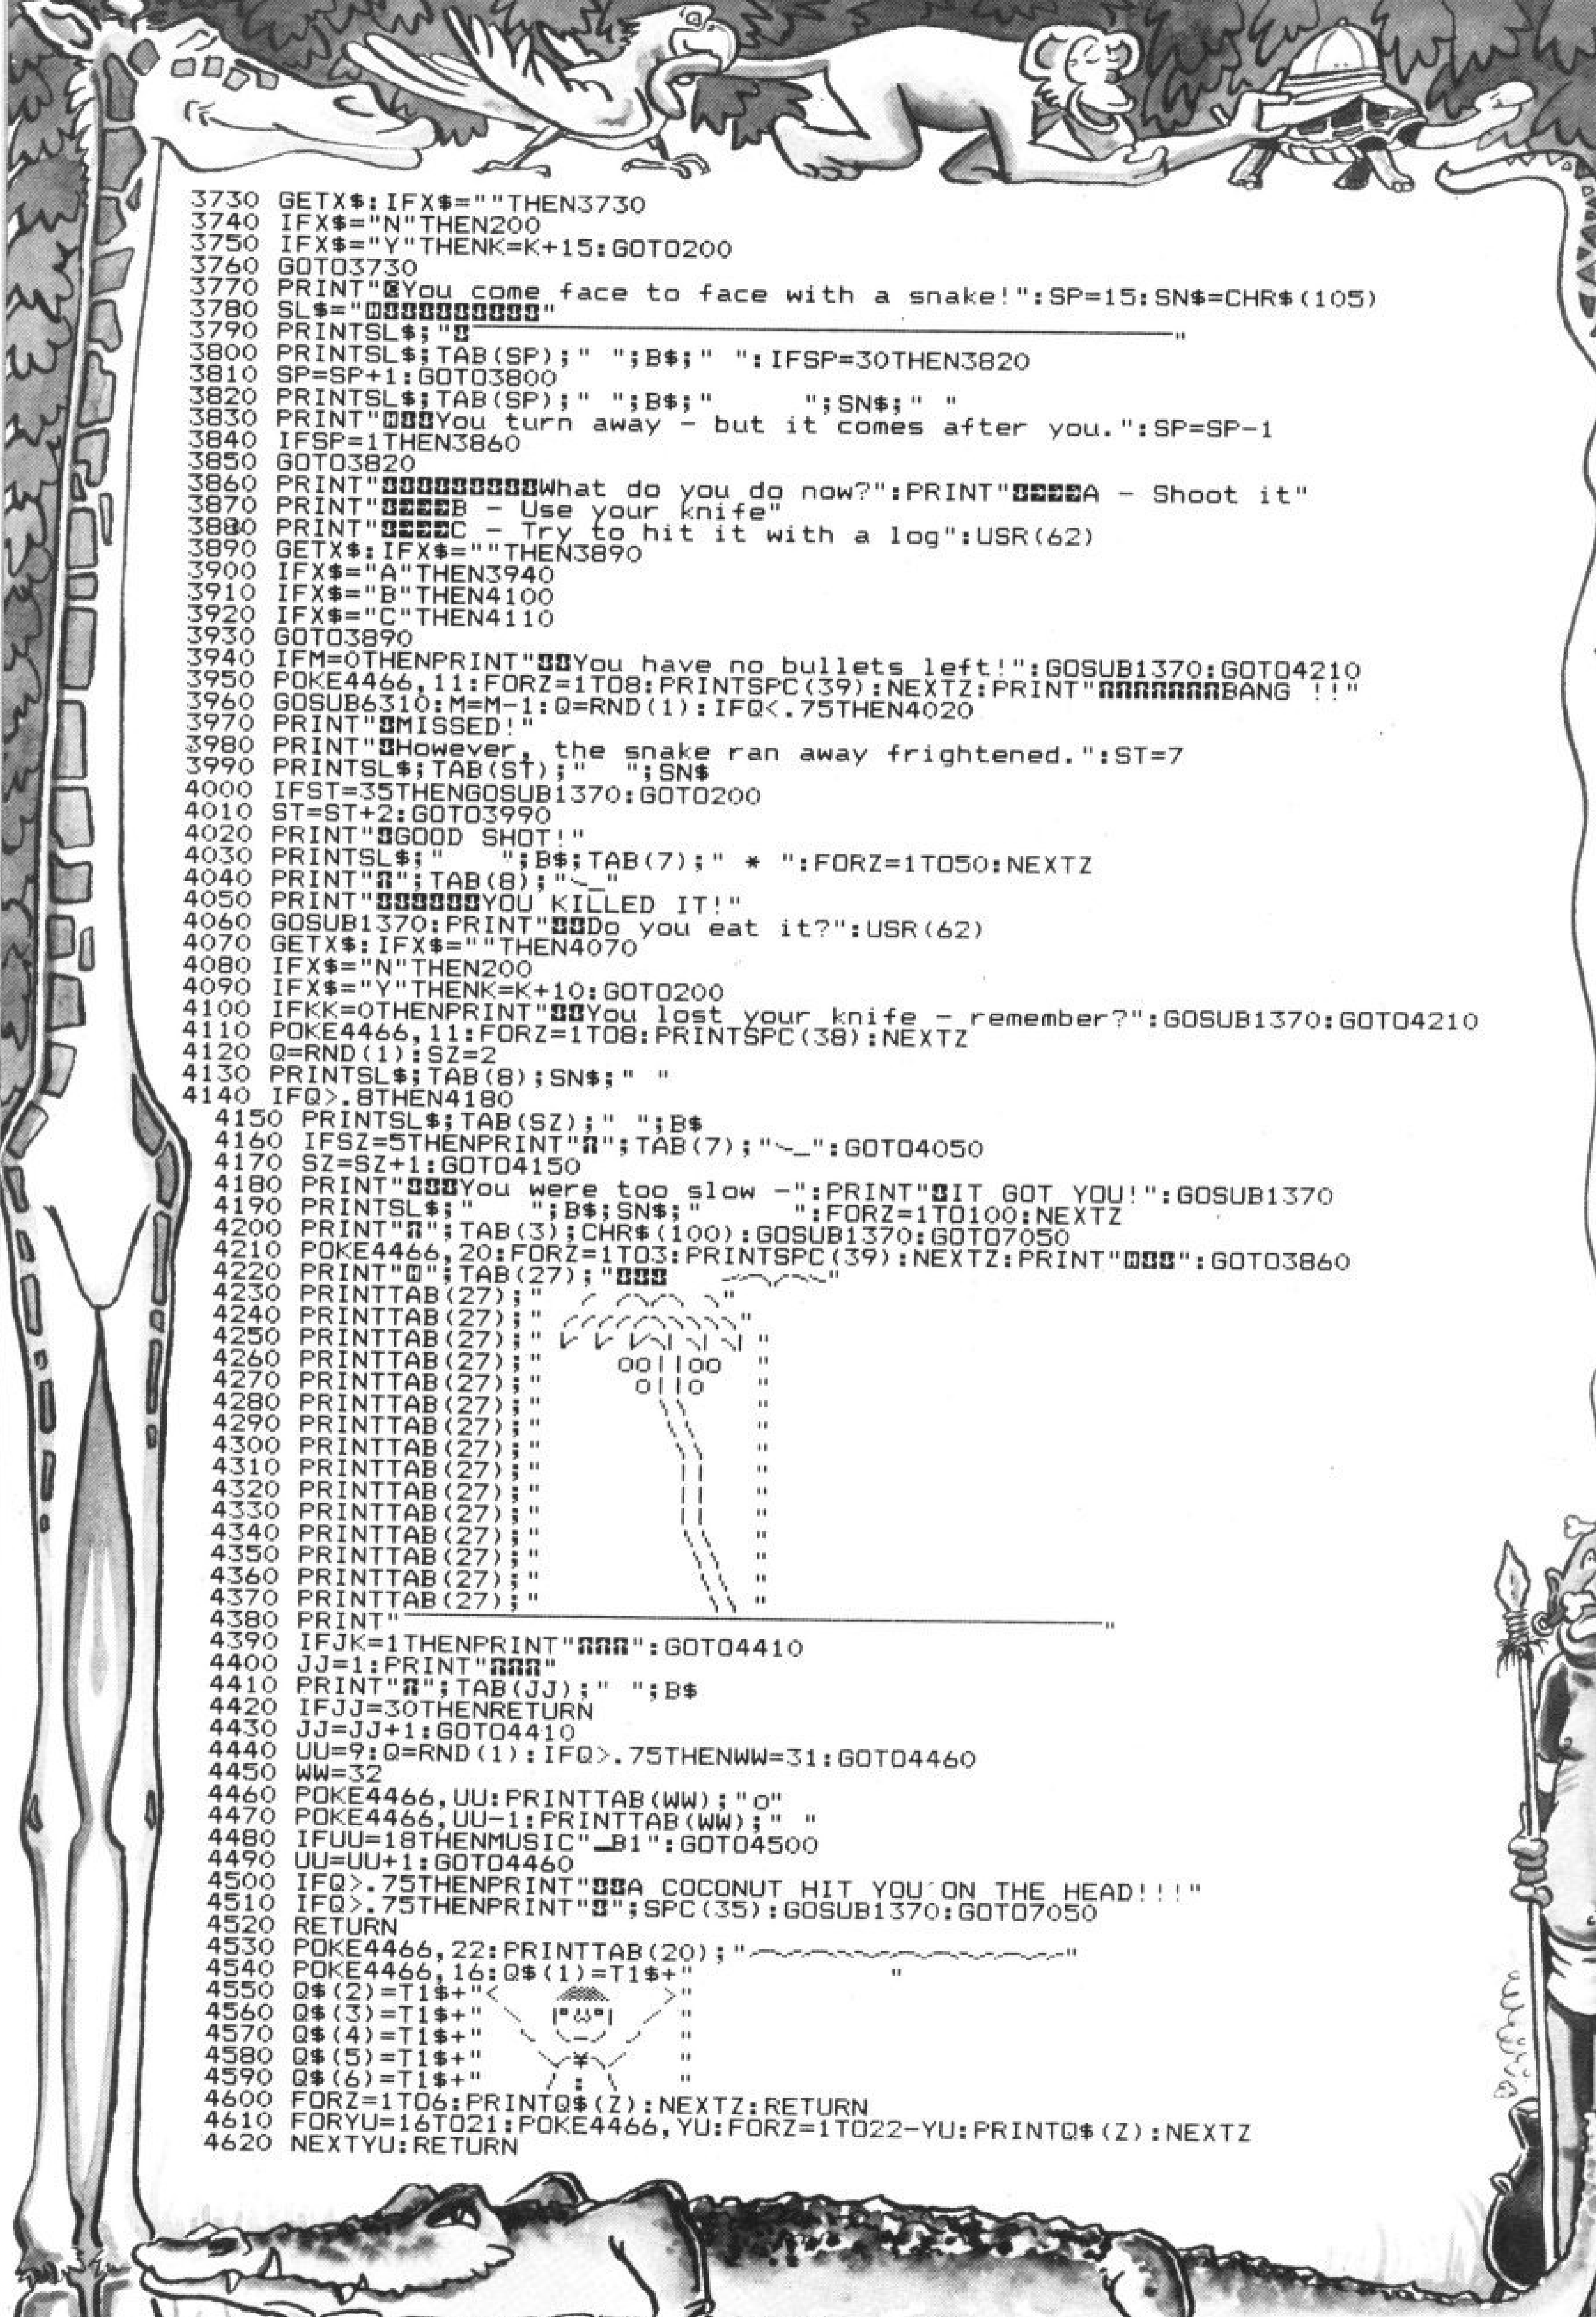 3730 GETX$:IFX$=""THEN3730
3740 IFX$="N"THEN200
3750 IFX$="Y"THENK=K+15:GOTO200
3760 GOTO3730
3770 PRINT"You come face to face with a snake!":SP=15:SN$=CHR$(105)
3780 SL$=""
3790 PRINTSL$;""
3800 PRINTSL$;TAB(SP);" ";B$;" ":IFSP=30THEN3820
3810 SP=SP+1:GOTO3800
3820 PRINTSL$;TAB(SP);" ";B$;"     ";SN$;" "
3830 PRINT"You turn away - but it comes after you.":SP=SP-1
3840 IFSP=1THEN3860
3850 GOTO3820
3860 PRINT"What do you do now?":PRINT"A - Shoot it"
3870 PRINT"B - Use your knife"
3880 PRINT"C - Try to hit it with a log":USR(62)
3890 GETX$:IFX$=""THEN3890
3900 IFX$="A"THEN3940
3910 IFX$="B"THEN4100
3920 IFX$="C"THEN4110
3930 GOTO3890
3940 IFM=0THENPRINT"You have no bullets left!":GOSUB1370:GOTO4210
3950 POKE4466,11:FORZ=1TO8:PRINTSPC(39):NEXTZ:PRINT"BANG !!"
3960 GOSUB6310:M=M-1:Q=RND(1):IFQ<.75THEN4020
3970 PRINT"MISSED!"
3980 PRINT"However, the snake ran away frightened.":ST=7
3990 PRINTSL$;TAB(ST);"  ";SN$
4000 IFST=35THENGOSUB1370:GOTO200
4010 ST=ST+2:GOTO3990
4020 PRINT"GOOD SHOT!"
4030 PRINTSL$;"   ";B$;TAB(7);" * ":FORZ=1TO50:NEXTZ
4040 PRINT"";TAB(8);"~_"
4050 PRINT"YOU KILLED IT!"
4060 GOSUB1370:PRINT"Do you eat it?":USR(62)
4070 GETX$:IFX$=""THEN4070
4080 IFX$="N"THEN200
4090 IFX$="Y"THENK=K+10:GOTO200
4100 IFKK=0THENPRINT"You lost your knife - remember?":GOSUB1370:GOTO4210
4110 POKE4466,11:FORZ=1TO8:PRINTSPC(38):NEXTZ
4120 Q=RND(1):SZ=2
4130 PRINTSL$;TAB(8);SN$;" "
4140 IFQ>.8THEN4180
4150 PRINTSL$;TAB(SZ);" ";B$
4160 IFSZ=5THENPRINT"";TAB(7);"~_":GOTO4050
4170 SZ=SZ+1:GOTO4150
4180 PRINT"You were too slow -":PRINT"IT GOT YOU!":GOSUB1370
4190 PRINTSL$;"   ";B$;SN$;"     ":FORZ=1TO100:NEXTZ
4200 PRINT"";TAB(3);CHR$(100):GOSUB1370:GOTO7050
4210 POKE4466,20:FORZ=1TO3:PRINTSPC(39):NEXTZ:PRINT"":GOTO3860
4220 PRINT"";TAB(27);""
4230 PRINTTAB(27);" "
4240 PRINTTAB(27);" "
4250 PRINTTAB(27);" "
4260 PRINTTAB(27);"    oo||oo  "
4270 PRINTTAB(27);"     o||o   "
4280 PRINTTAB(27);"      \\    "
4290 PRINTTAB(27);"      \\    "
4300 PRINTTAB(27);"       \\   "
4310 PRINTTAB(27);"       ||   "
4320 PRINTTAB(27);"       ||   "
4330 PRINTTAB(27);"       ||   "
4340 PRINTTAB(27);"       \\   "
4350 PRINTTAB(27);"        \\  "
4360 PRINTTAB(27);"        \\  "
4370 PRINTTAB(27);"         \\ "
4380 PRINT""
4390 IFJK=1THENPRINT"":GOTO4410
4400 JJ=1:PRINT""
4410 PRINT"";TAB(JJ);" ";B$
4420 IFJJ=30THENRETURN
4430 JJ=JJ+1:GOTO4410
4440 UU=9:Q=RND(1):IFQ>.75THENWW=31:GOTO4460
4450 WW=32
4460 POKE4466,UU:PRINTTAB(WW);"o"
4470 POKE4466,UU-1:PRINTTAB(WW);" "
4480 IFUU=18THENMUSIC"_B1":GOTO4500
4490 UU=UU+1:GOTO4460
4500 IFQ>.75THENPRINT"A COCONUT HIT YOU ON THE HEAD!!!"
4510 IFQ>.75THENPRINT"";SPC(35):GOSUB1370:GOTO7050
4520 RETURN
4530 POKE4466,22:PRINTTAB(20);""
4540 POKE4466,16:Q$(1)=T1$+"            "
4550 Q$(2)=T1$+"<          >"
4560 Q$(3)=T1$+" "
4570 Q$(4)=T1$+" "
4580 Q$(5)=T1$+" ¥ "
4590 Q$(6)=T1$+"    / : \    "
4600 FORZ=1TO6:PRINTQ$(Z):NEXTZ:RETURN
4610 FORYU=16TO21:POKE4466,YU:FORZ=1TO22-YU:PRINTQ$(Z):NEXTZ
4620 NEXTYU:RETURN